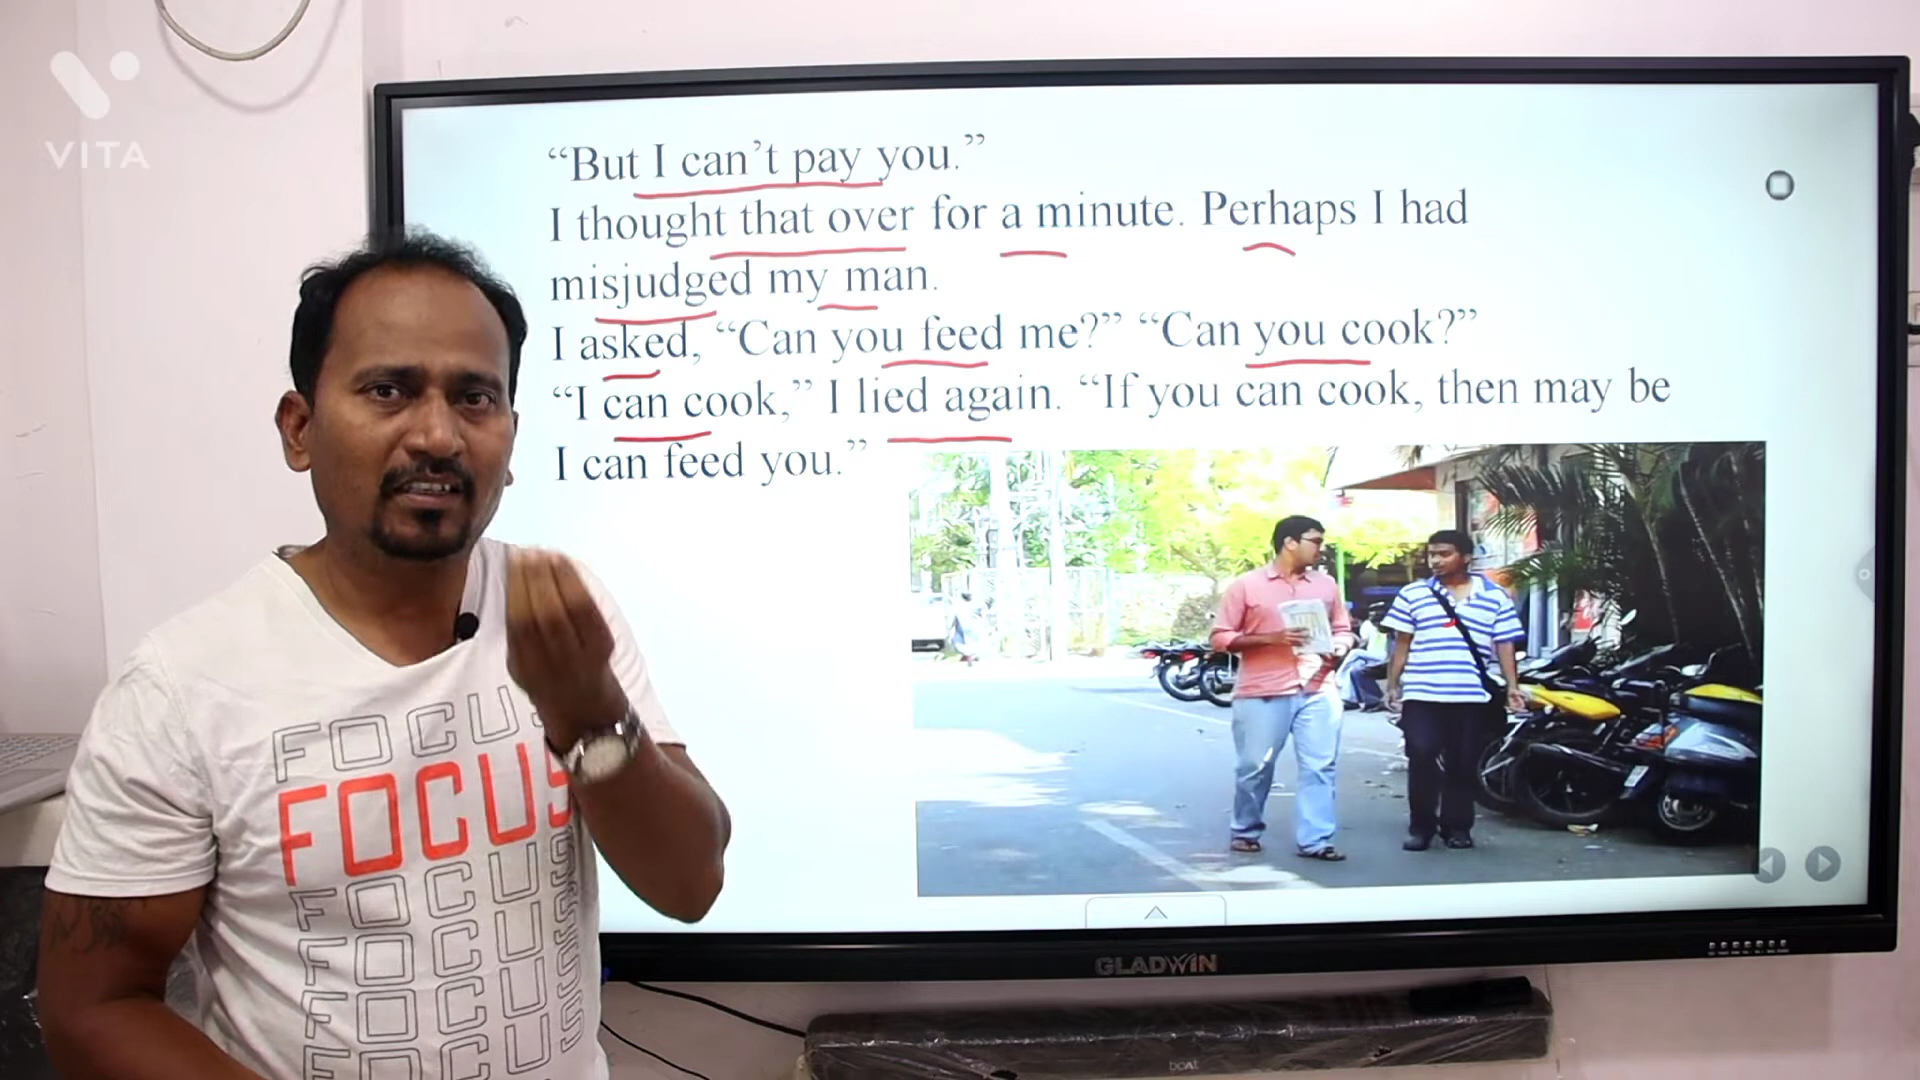 VITA
“But I can’t pay you.”
I thought that over for a minute. Perhaps I had
misjudged my man.
I asked, “Can you feed me?” “Can you cook?”
“I can cook,” I lied again. “If you can cook, then may be
I can feed you.”
FOCUS
FOCUS
FOCUS
FOCUS
FOCUS
FOCUS
GLADWIN
boAt